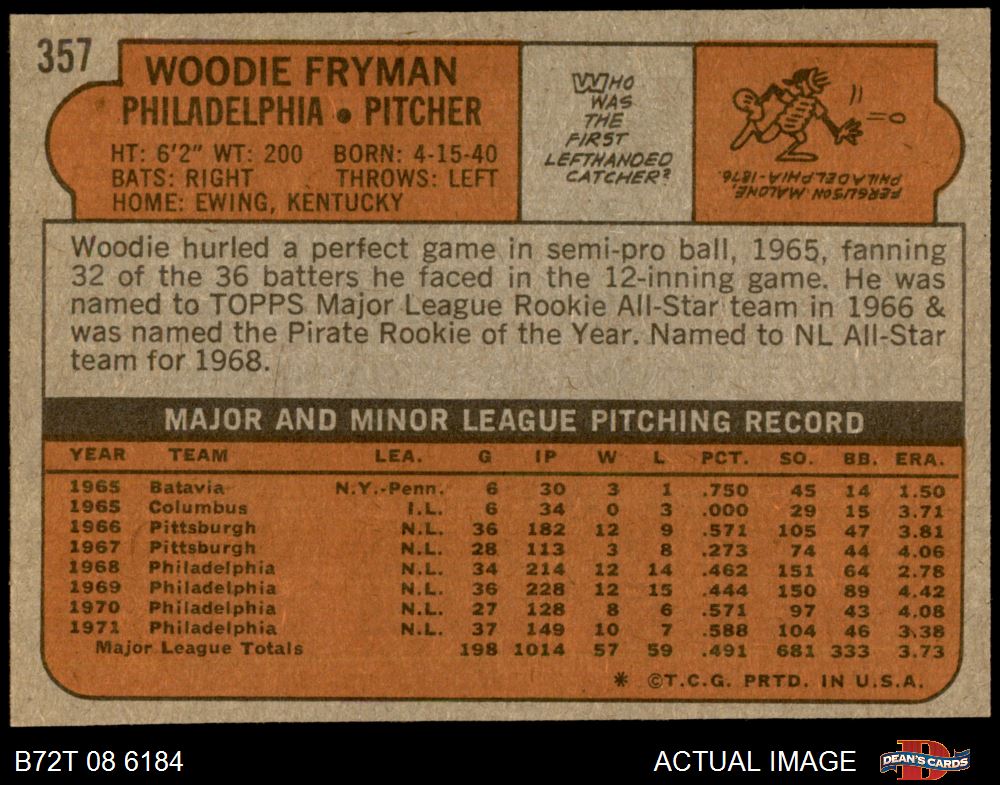 357
WOODIE FRYMAN
PHILADELPHIA • PITCHER
HT: 6'2" WT: 200 BORN: 4-15-40
BATS: RIGHT THROWS: LEFT
HOME: EWING, KENTUCKY
WHO
WAS
THE
FIRST
LEFTHANDED
CATCHER?
FERGUSON MALONE,
PHILADELPHIA-1876.
Woodie hurled a perfect game in semi-pro ball, 1965, fanning
32 of the 36 batters he faced in the 12-inning game. He was
named to TOPPS Major League Rookie All-Star team in 1966 &
was named the Pirate Rookie of the Year. Named to NL All-Star
team for 1968.
MAJOR AND MINOR LEAGUE PITCHING RECORD
YEAR TEAM LEA. G IP W L PCT. SO. BB. ERA.
1965 Batavia N.Y.-Penn. 6 30 3 1 .750 45 14 1.50
1965 Columbus I.L. 6 34 0 3 .000 29 15 3.71
1966 Pittsburgh N.L. 36 182 12 9 .571 105 47 3.81
1967 Pittsburgh N.L. 28 113 3 8 .273 74 44 4.06
1968 Philadelphia N.L. 34 214 12 14 .462 151 64 2.78
1969 Philadelphia N.L. 36 228 12 15 .444 150 89 4.42
1970 Philadelphia N.L. 27 128 8 6 .571 97 43 4.08
1971 Philadelphia N.L. 37 149 10 7 .588 104 46 3.38
Major League Totals 198 1014 57 59 .491 681 333 3.73
* ©T.C.G. PRTD. IN U.S.A.
B72T 08 6184 ACTUAL IMAGE D DEAN'S CARDS